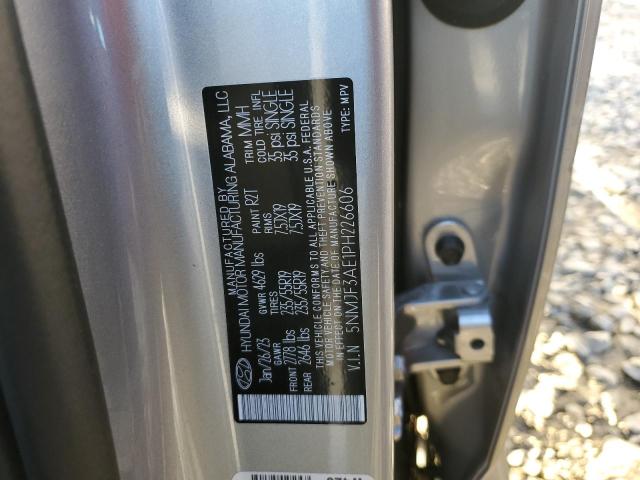 MANUFACTURED BY
HYUNDAI MOTOR MANUFACTURING ALABAMA, LLC
Jan/26/23 GVWR 4629 lbs PAINT R2T TRIM MMH
GAWR TIRES RIMS COLD TIRE INFL
FRONT 2778 lbs 235/55R19 7.5JX19 35 psi SINGLE
REAR 2646 lbs 235/55R19 7.5JX19 35 psi SINGLE
THIS VEHICLE CONFORMS TO ALL APPLICABLE U.S.A. FEDERAL
MOTOR VEHICLE SAFETY AND THEFT PREVENTION STANDARDS
IN EFFECT ON THE DATE OF MANUFACTURE SHOWN ABOVE.
V.I.N 5NMJF3AE1PH226606 TYPE: MPV